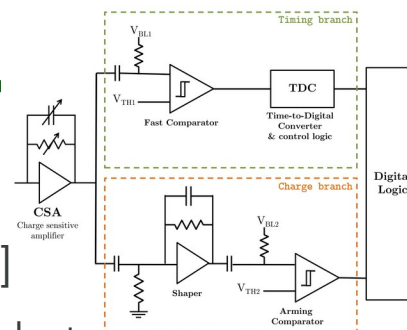 Timing branch
V_BL1
V_TH1
Fast Comparator
TDC
Time-to-Digital
Converter
& control logic
CSA
Charge sensitive
amplifier
Charge branch
Shaper
V_BL2
V_TH2
Arming
Comparator
Digita
Logic
]